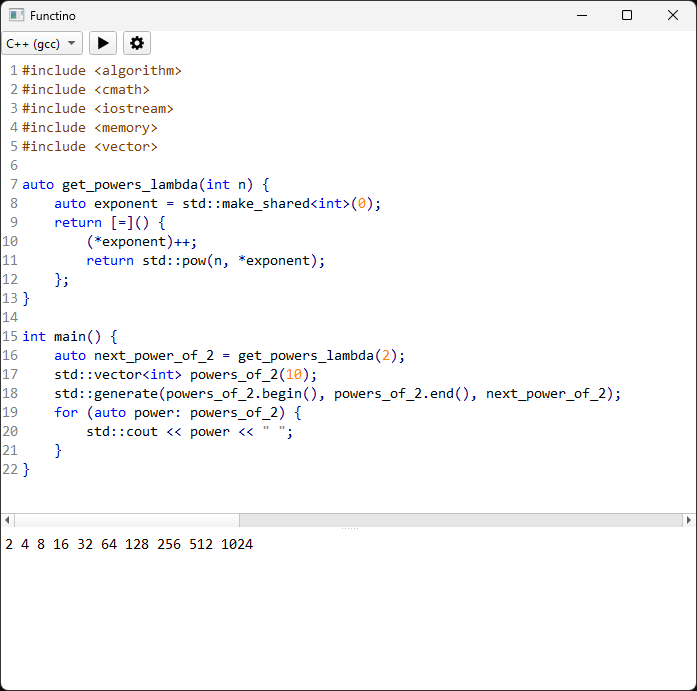 Functino
C++ (gcc)
1 #include <algorithm>
2 #include <cmath>
3 #include <iostream>
4 #include <memory>
5 #include <vector>
6
7 auto get_powers_lambda(int n) {
8     auto exponent = std::make_shared<int>(0);
9     return [=]() {
10         (*exponent)++;
11         return std::pow(n, *exponent);
12     };
13 }
14
15 int main() {
16     auto next_power_of_2 = get_powers_lambda(2);
17     std::vector<int> powers_of_2(10);
18     std::generate(powers_of_2.begin(), powers_of_2.end(), next_power_of_2);
19     for (auto power: powers_of_2) {
20         std::cout << power << " ";
21     }
22 }
2 4 8 16 32 64 128 256 512 1024